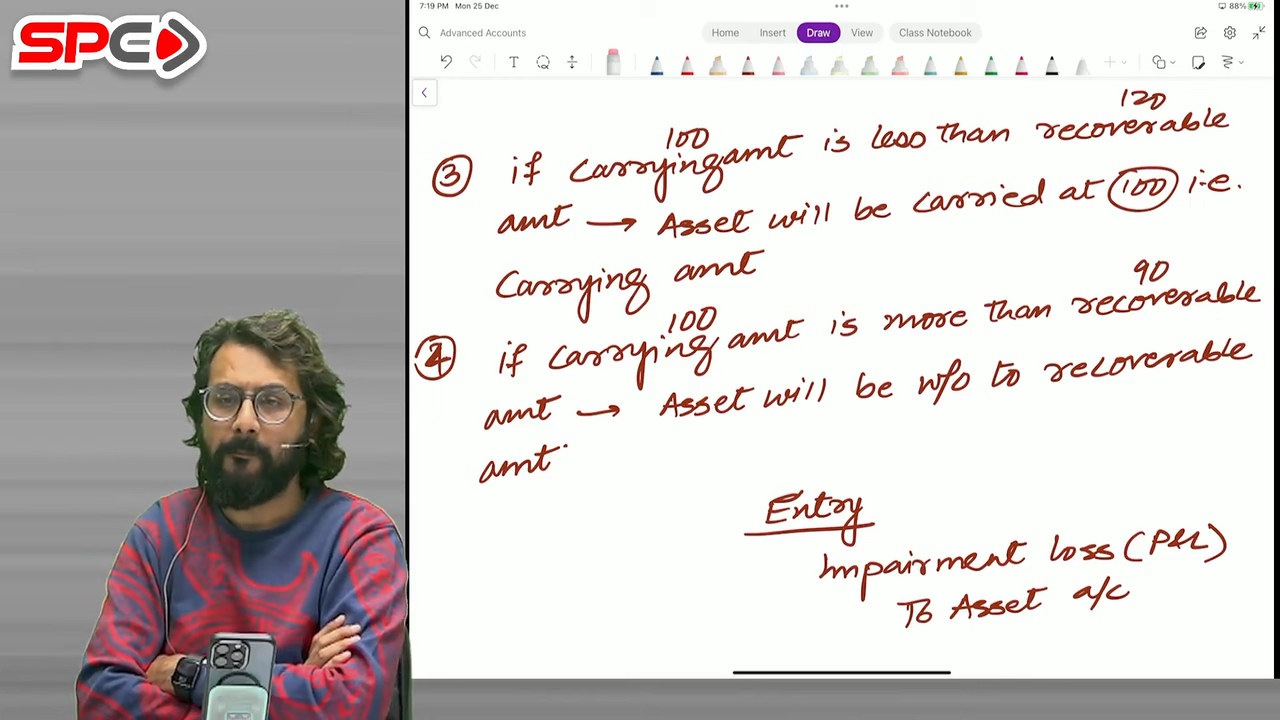 SPC
7:19 PM Mon 25 Dec
88%
Advanced Accounts
Home Insert Draw View Class Notebook
120
100
③ if carrying amt is less than recoverable
amt → Asset will be carried at 100 i.e.
Carrying amt
90
100
④ if carrying amt is more than recoverable
amt → Asset will be w/o to recoverable
amt
Entry
Impairment loss (P&L)
To Asset a/c